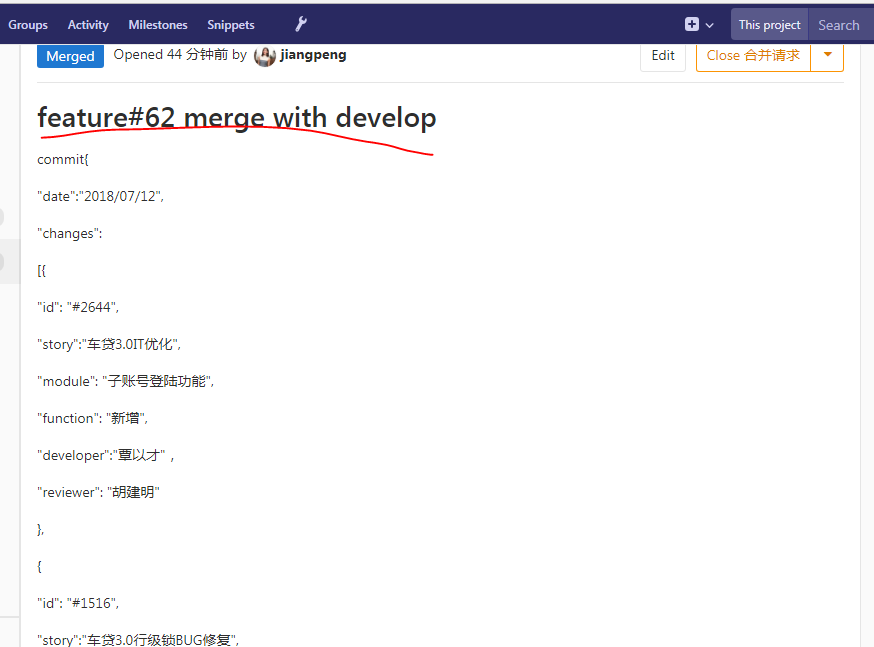 Groups Activity Milestones Snippets This project Search
Merged Opened 44 分钟前 by jiangpeng Edit Close 合并请求
feature#62 merge with develop
commit{
"date":"2018/07/12",
"changes":
[{
"id": "#2644",
"story":"车贷3.0IT优化",
"module": "子账号登陆功能",
"function": "新增",
"developer":"覃以才" ,
"reviewer": "胡建明"
},
{
"id": "#1516",
"story":"车贷3.0行级锁BUG修复",